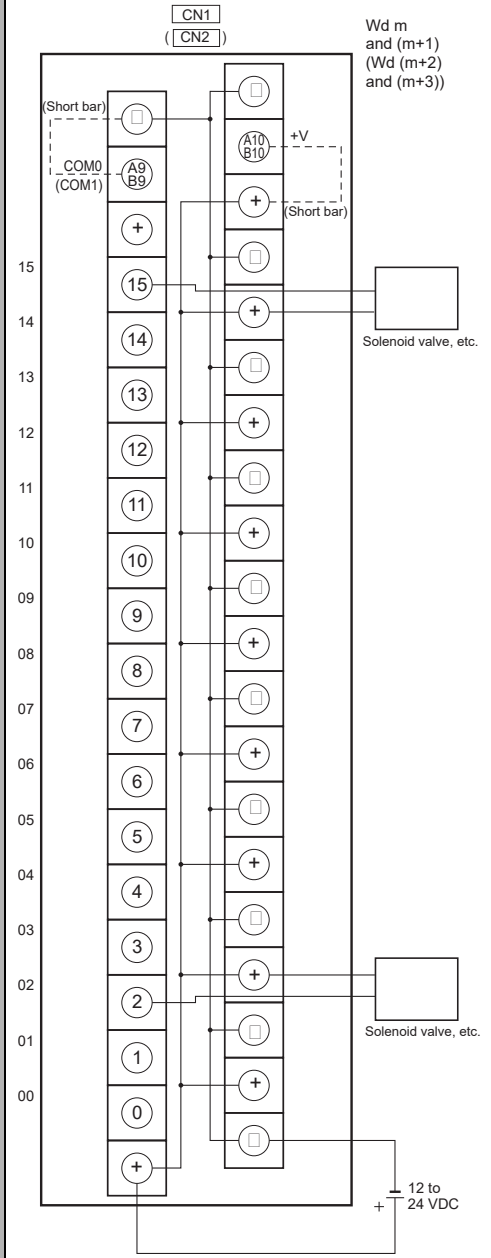 CN1
( CN2 )
Wd m
and (m+1)
(Wd (m+2)
and (m+3))
(Short bar)
COM0
(COM1)
A9
B9
A10
B10
+V
(Short bar)
+
+
15
15
+
Solenoid valve, etc.
14
14
13
13
+
12
12
11
11
+
10
10
09
9
+
08
8
07
7
+
06
6
05
5
+
04
4
03
3
+
02
2
Solenoid valve, etc.
01
1
+
00
0
+
12 to
+ 24 VDC